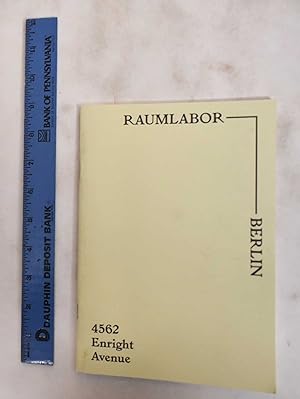 RAUMLABOR
BERLIN
4562
Enright
Avenue
DAUPHIN DEPOSIT BANK
BANK OF PENNSYLVANIA